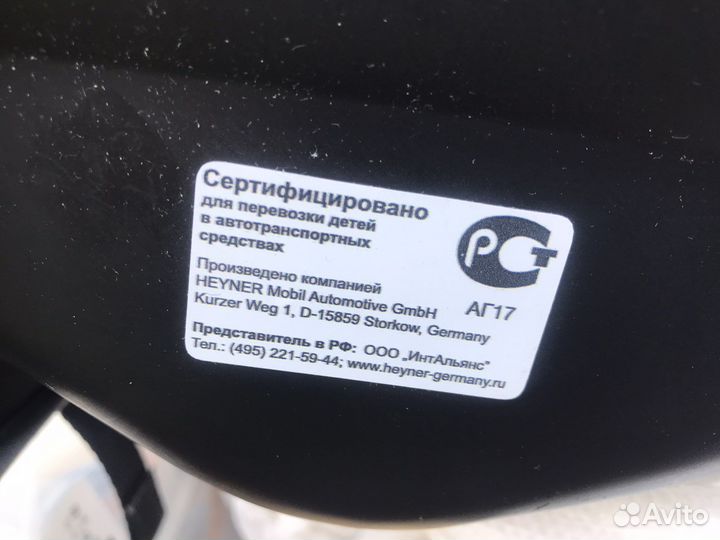 Сертифицировано
для перевозки детей
в автотранспортных
средствах
РСТ
АГ17
Произведено компанией
HEYNER Mobil Automotive GmbH
Kurzer Weg 1, D-15859 Storkow, Germany
Представитель в РФ: ООО „ИнтАльянс"
Тел.: (495) 221-59-44; www.heyner-germany.ru
Avito